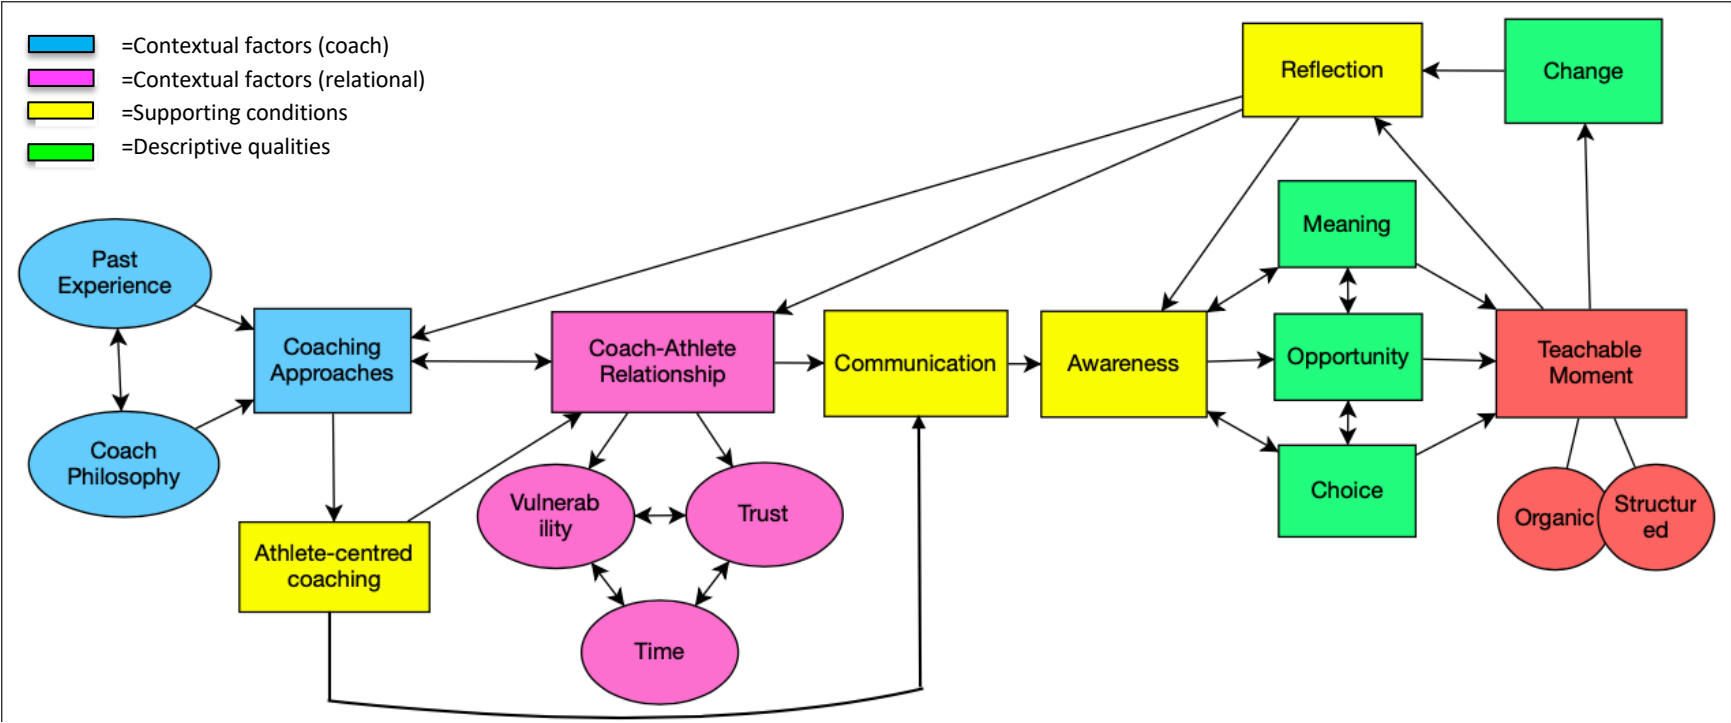 =Contextual factors (coach)
=Contextual factors (relational)
=Supporting conditions
=Descriptive qualities
Reflection
Change
Meaning
Past
Experience
Coaching
Approaches
Coach-Athlete
Relationship
Communication
Awareness
Opportunity
Teachable
Moment
Coach
Philosophy
Choice
Vulnerab
ility
Trust
Organic
Structur
ed
Athlete-centred
coaching
Time